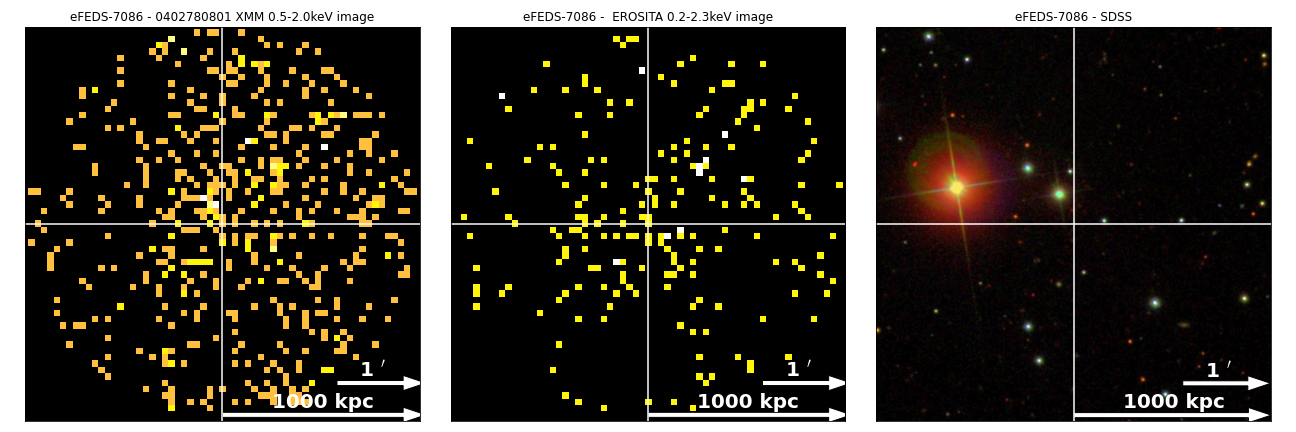 eFEDS-7086 - 0402780801 XMM 0.5-2.0keV image
eFEDS-7086 - EROSITA 0.2-2.3keV image
eFEDS-7086 - SDSS
1 ′
1000 kpc
1 ′
1000 kpc
1 ′
1000 kpc